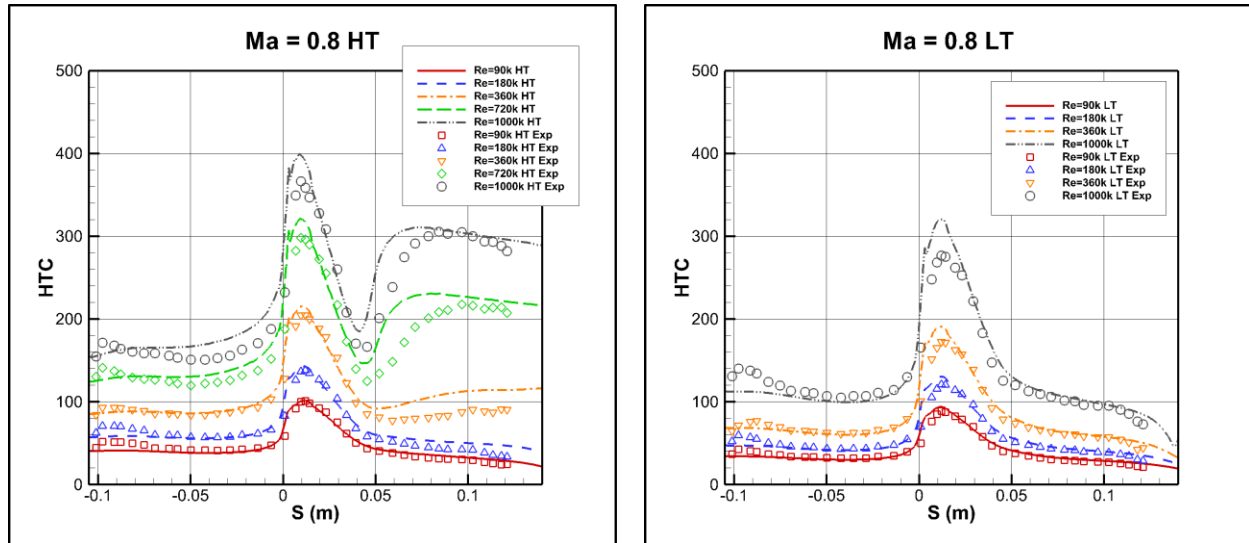 Ma = 0.8 HT
500
400
300
200
100
0
HTC
-0.1
-0.05
0
0.05
0.1
S (m)
Re=90k HT
Re=180k HT
Re=360k HT
Re=720k HT
Re=1000k HT
Re=90k HT Exp
Re=180k HT Exp
Re=360k HT Exp
Re=720k HT Exp
Re=1000k HT Exp
Ma = 0.8 LT
500
400
300
200
100
0
HTC
-0.1
-0.05
0
0.05
0.1
S (m)
Re=90k LT
Re=180k LT
Re=360k LT
Re=1000k LT
Re=90k LT Exp
Re=180k LT Exp
Re=360k LT Exp
Re=1000k LT Exp